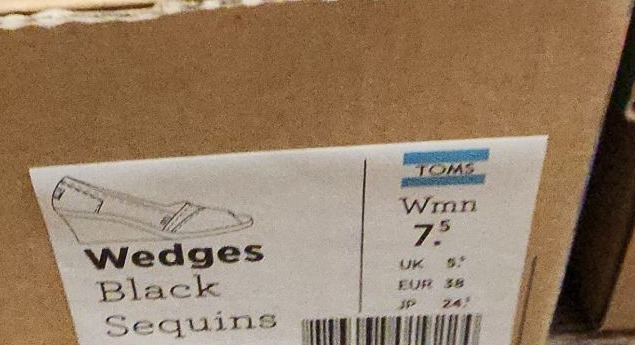 Wedges
Black
Sequins
TOMS
Wmn
7.5
UK 5.5
EUR 38
JP 24.5